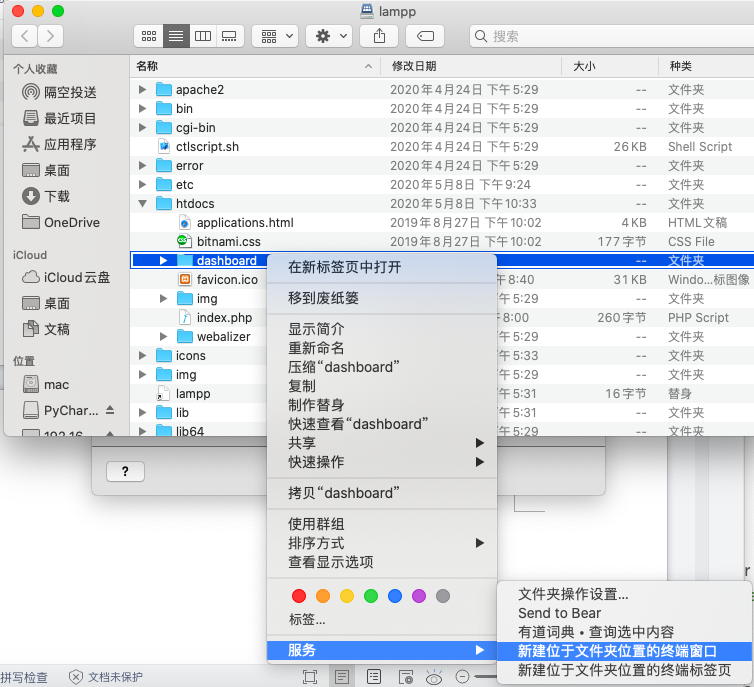 lampp
搜索
个人收藏
隔空投送
最近项目
应用程序
桌面
下载
OneDrive
iCloud
iCloud云盘
桌面
文稿
位置
mac
PyChar...
名称 修改日期 大小 种类
apache2 2020年4月24日 下午5:29 -- 文件夹
bin 2020年4月24日 下午5:29 -- 文件夹
cgi-bin 2020年4月24日 下午5:29 -- 文件夹
ctlscript.sh 2020年4月24日 下午5:29 26 KB Shell Script
error 2020年4月24日 下午5:29 -- 文件夹
etc 2020年5月8日 下午9:24 -- 文件夹
htdocs 2020年5月8日 下午10:33 -- 文件夹
applications.html 2019年8月27日 下午10:02 4 KB HTML文稿
bitnami.css 2019年8月27日 下午10:02 177字节 CSS File
dashboard -- 文件夹
favicon.ico 8:40 31 KB Windo...标图像
img 午5:29 -- 文件夹
index.php 8:00 260字节 PHP Script
webalizer 午5:29 -- 文件夹
icons 午5:33 -- 文件夹
img 午5:29 -- 文件夹
lampp 午5:31 16字节 替身
lib 午5:31 -- 文件夹
lib64 午5:29 -- 文件夹
在新标签页中打开
移到废纸篓
显示简介
重新命名
压缩“dashboard”
复制
制作替身
快速查看“dashboard”
共享
快速操作
拷贝“dashboard”
使用群组
排序方式
查看显示选项
标签...
服务
文件夹操作设置...
Send to Bear
有道词典 • 查询选中内容
新建位于文件夹位置的终端窗口
新建位于文件夹位置的终端标签页
?
拼写检查 文档未保护